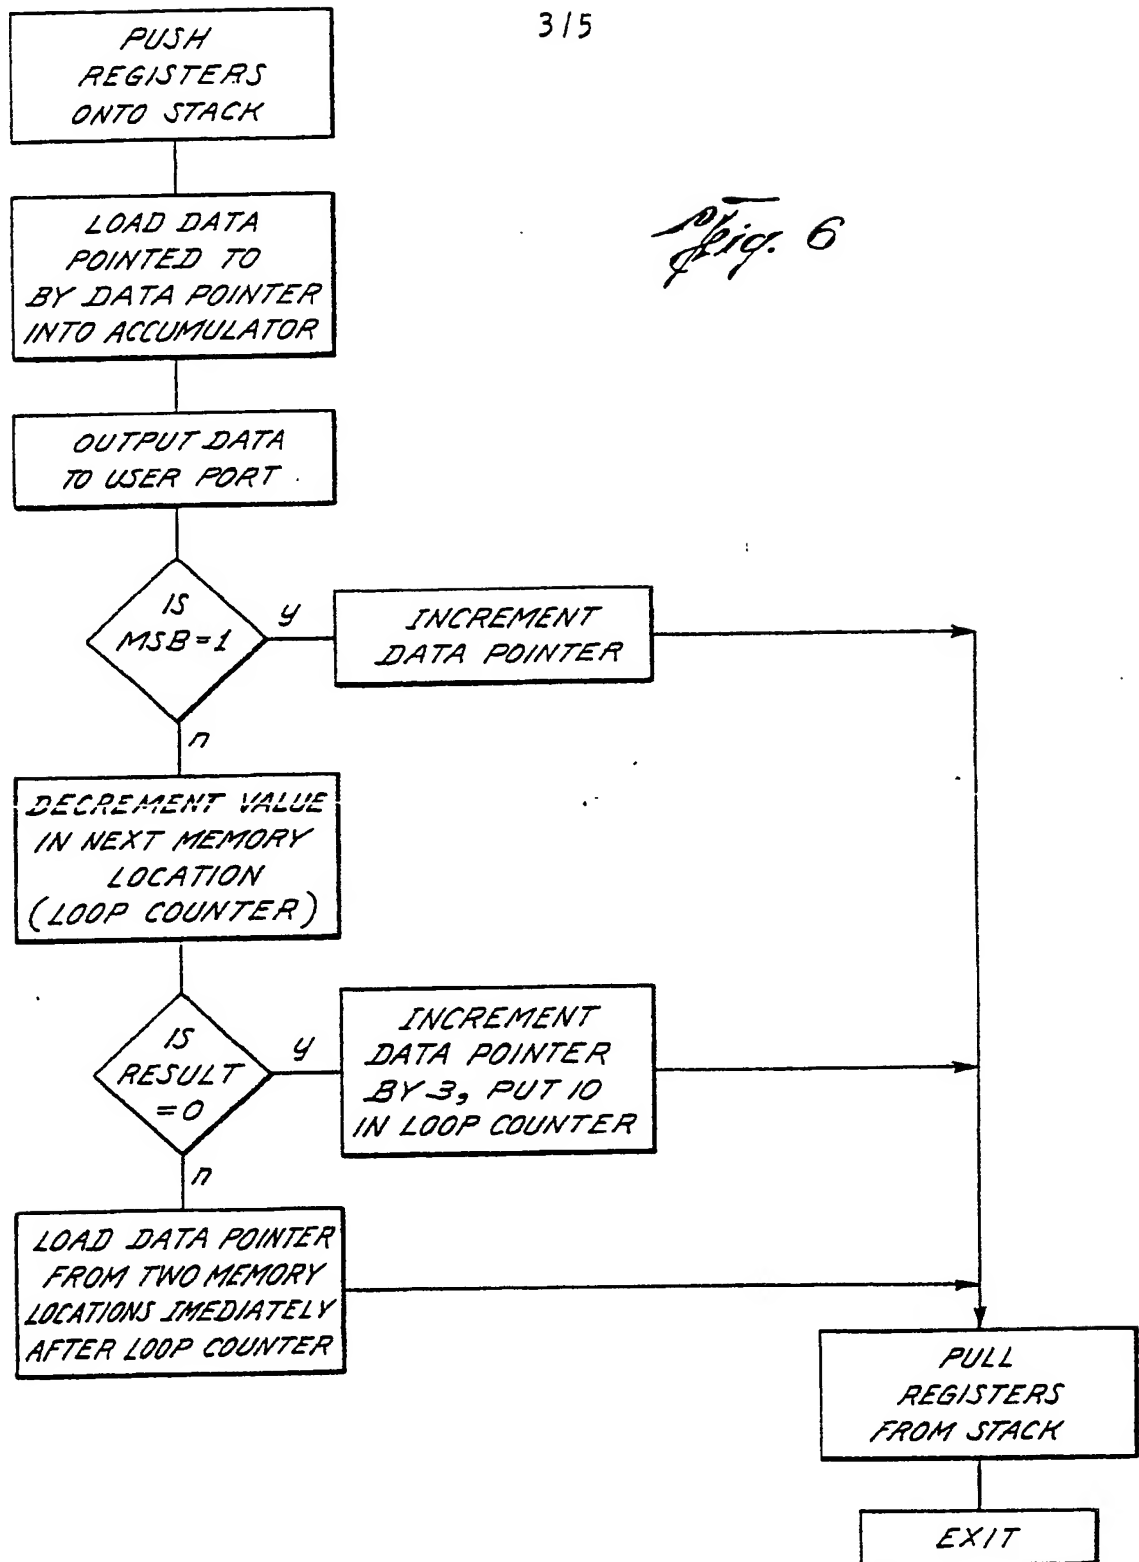 3/5
PUSH
REGISTERS
ONTO STACK
Fig. 6
LOAD DATA
POINTED TO
BY DATA POINTER
INTO ACCUMULATOR
OUTPUT DATA
TO USER PORT
IS
MSB=1
y
INCREMENT
DATA POINTER
n
DECREMENT VALUE
IN NEXT MEMORY
LOCATION
(LOOP COUNTER)
IS
RESULT
=0
y
INCREMENT
DATA POINTER
BY 3, PUT 10
IN LOOP COUNTER
n
LOAD DATA POINTER
FROM TWO MEMORY
LOCATIONS IMEDIATELY
AFTER LOOP COUNTER
PULL
REGISTERS
FROM STACK
EXIT